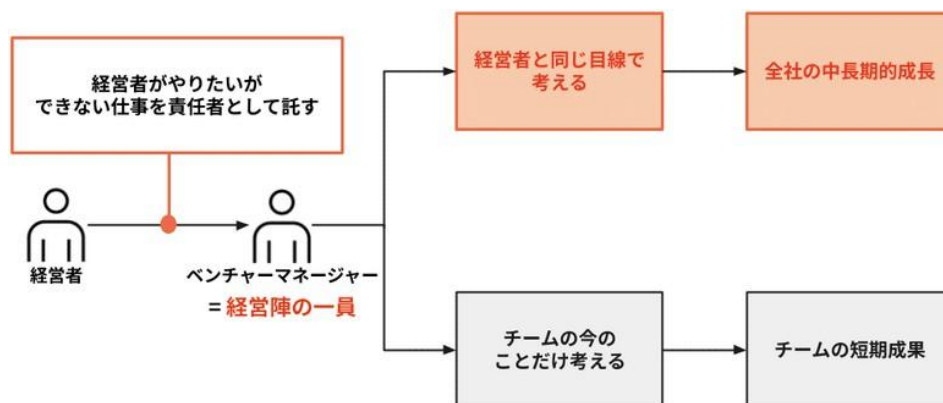 経営者がやりたいが
できない仕事を責任者として託す
経営者と同じ目線で
考える
全社の中長期的成長
経営者
ベンチャーマネージャー
= 経営陣の一員
チームの今の
ことだけ考える
チームの短期成果